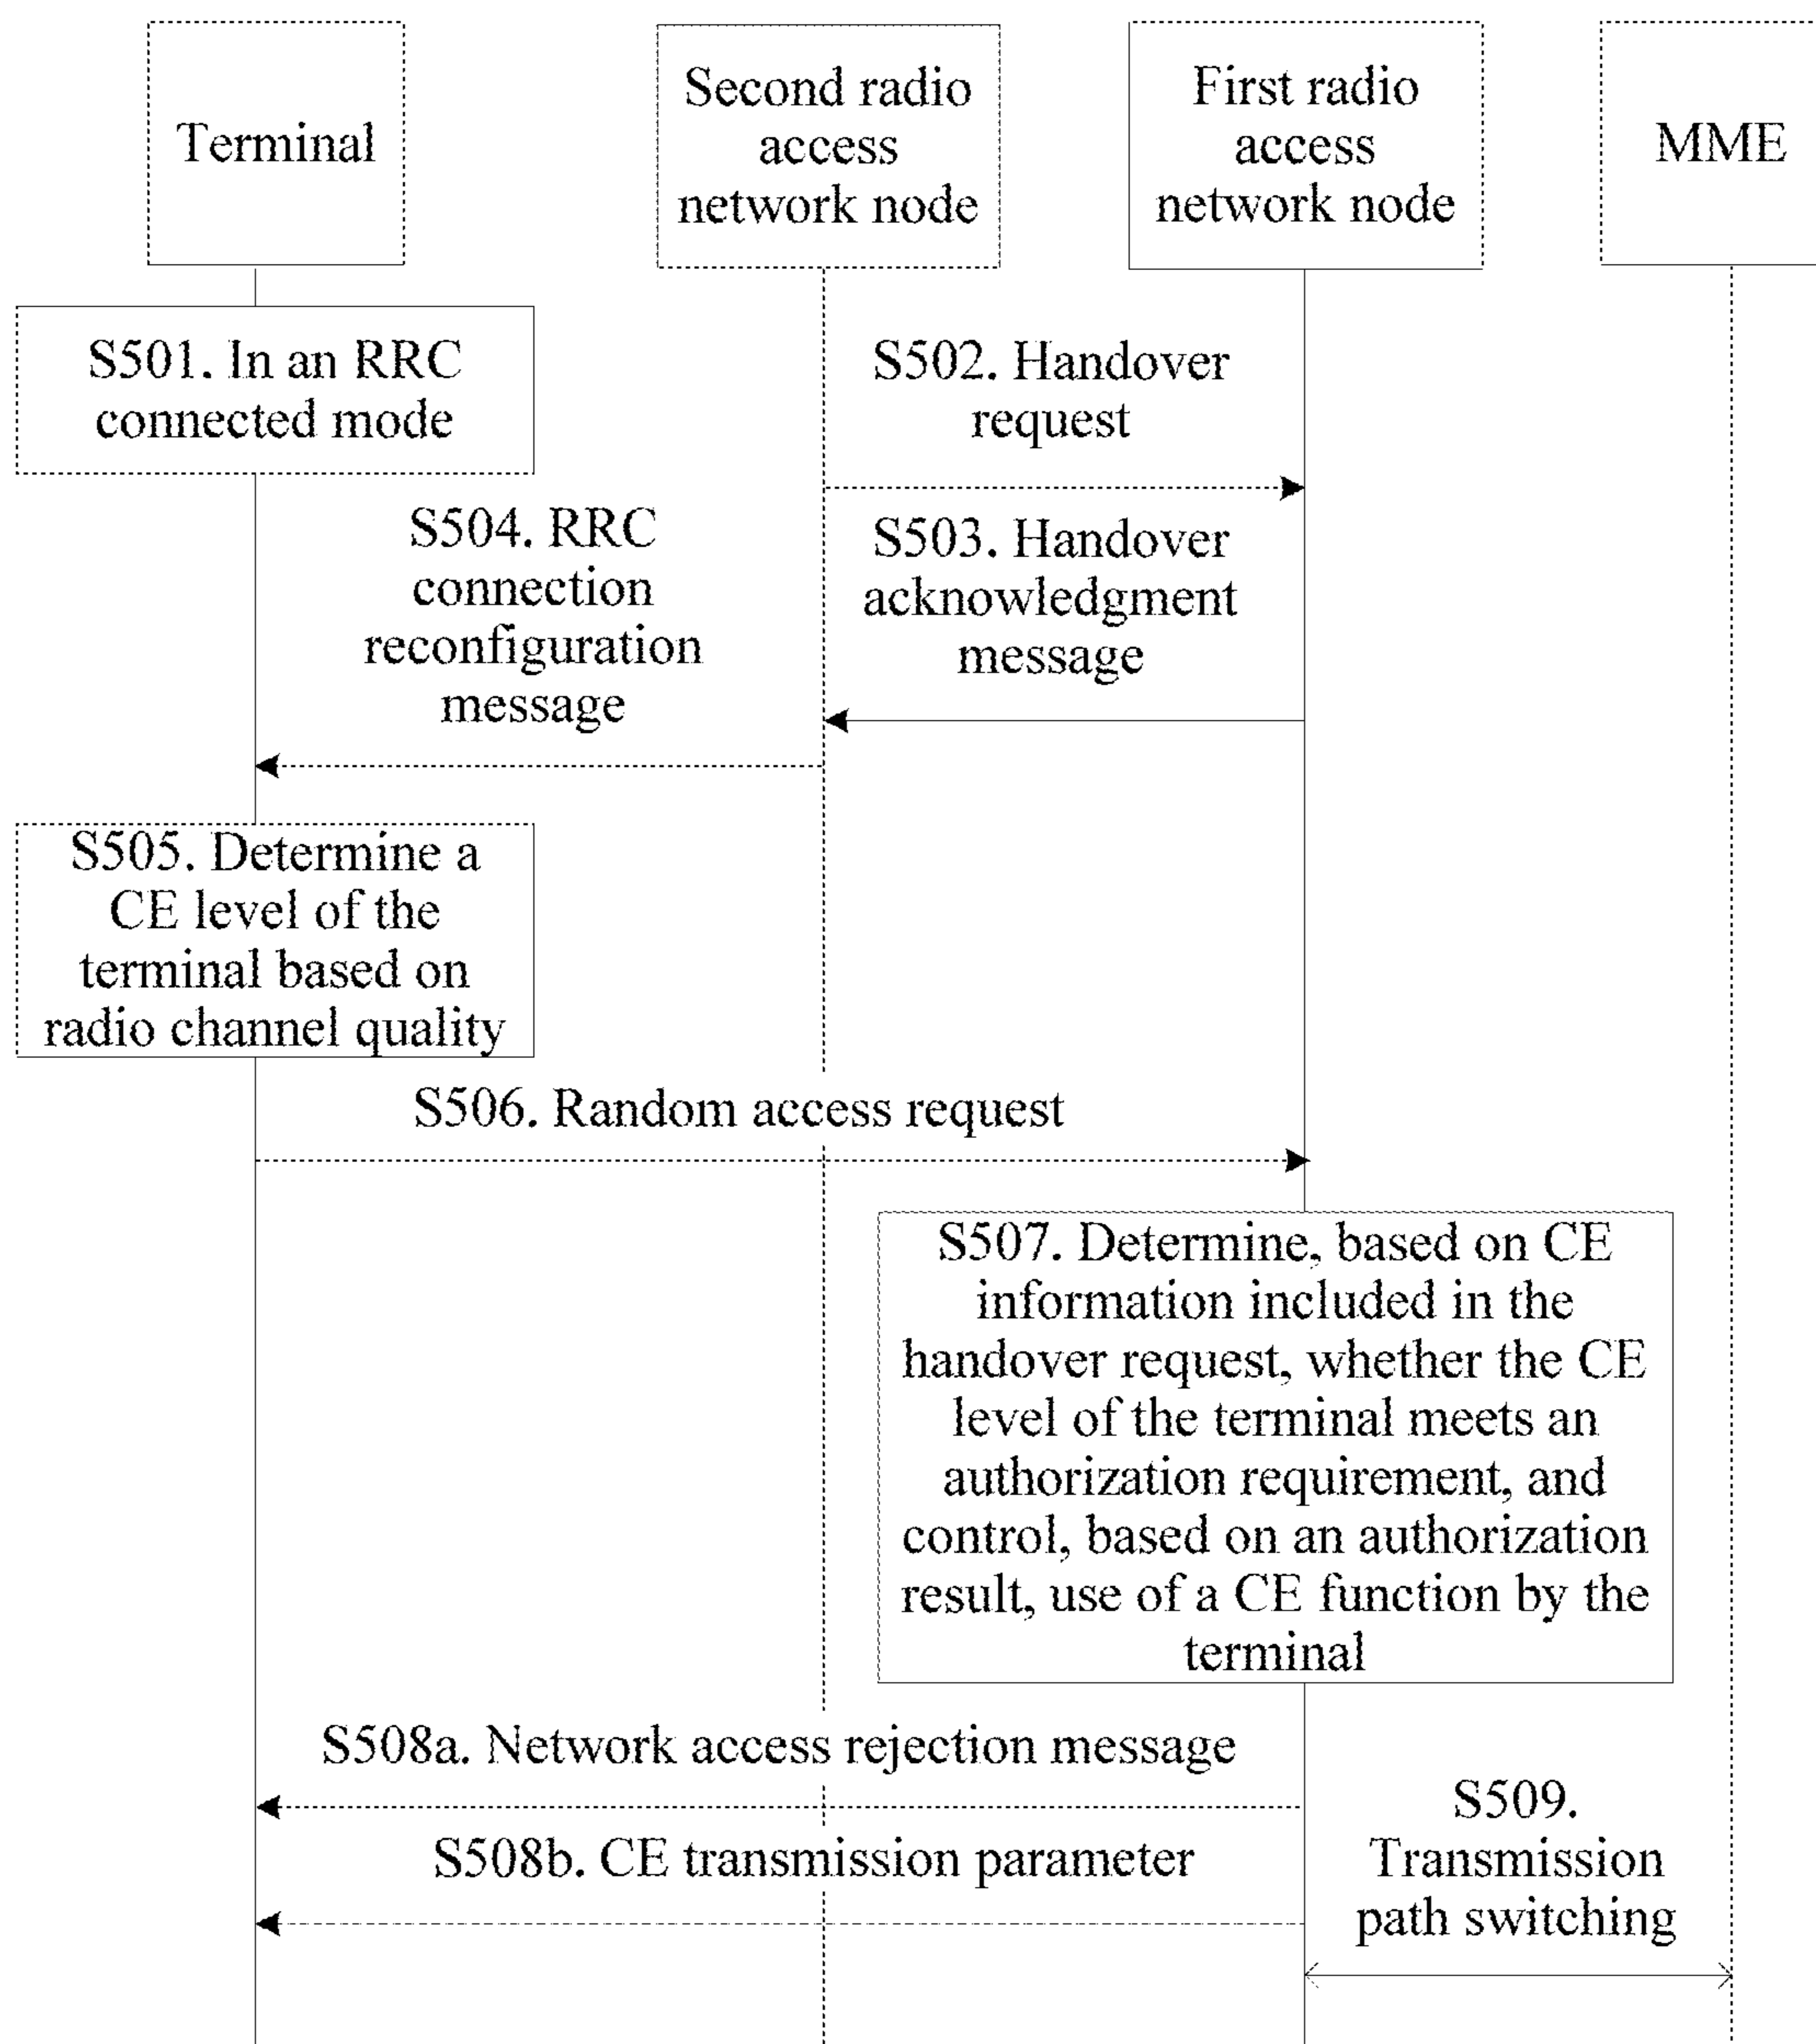 Terminal
Second radio
access
network node
First radio
access
network node
MME
S501. In an RRC
connected mode
S502. Handover
request
S503. Handover
acknowledgment
message
S504. RRC
connection
reconfiguration
message
S505. Determine a
CE level of the
terminal based on
radio channel quality
S506. Random access request
S507. Determine, based on CE
information included in the
handover request, whether the CE
level of the terminal meets an
authorization requirement, and
control, based on an authorization
result, use of a CE function by the
terminal
S508a. Network access rejection message
S508b. CE transmission parameter
S509.
Transmission
path switching